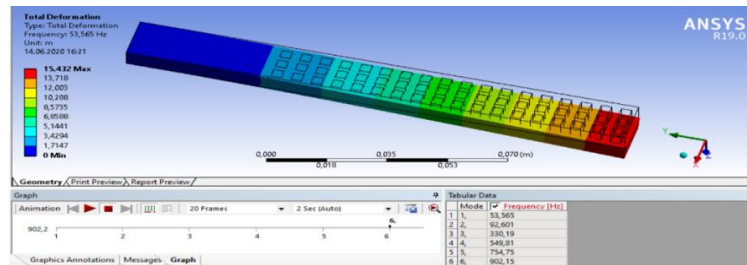 Total Deformation
Type: Total Deformation
Frequency: 53,565 Hz
Unit: m
14.06.2020 16:21
ANSYS
R19.0
15,432 Max
13,718
12,003
10,288
8,5735
6,8588
5,1441
3,4294
1,7147
0 Min
0,000
0,035
0,070 (m)
0,018
0,053
Y
X
Z
Geometry Print Preview Report Preview
Graph
Animation
20 Frames
2 Sec (Auto)
6,
902,2
1 2 3 4 5 6
Graphics Annotations Messages Graph
Tabular Data
Mode Frequency [Hz]
1 1, 53,565
2 2, 92,601
3 3, 330,19
4 4, 549,81
5 5, 754,75
6 6, 902,15